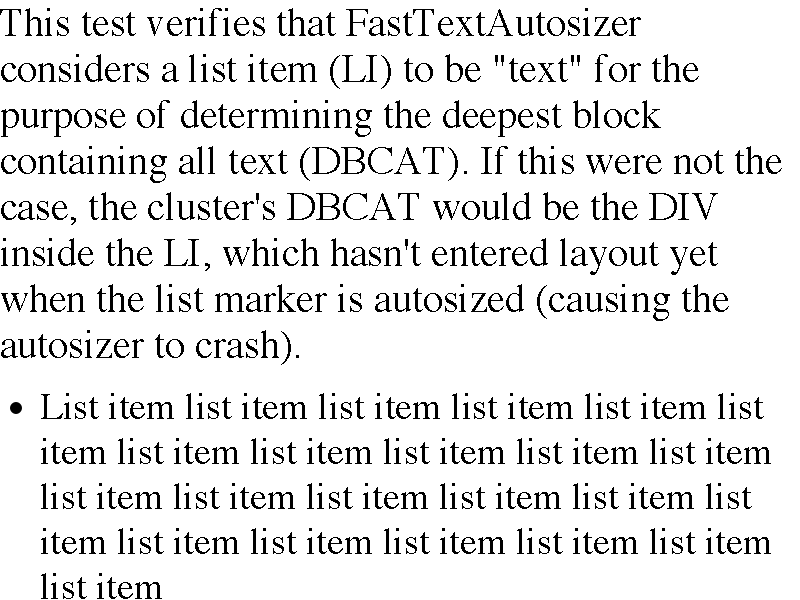 This test verifies that FastTextAutosizer
considers a list item (LI) to be "text" for the
purpose of determining the deepest block
containing all text (DBCAT). If this were not the
case, the cluster's DBCAT would be the DIV
inside the LI, which hasn't entered layout yet
when the list marker is autosized (causing the
autosizer to crash).
• List item list item list item list item list item list
item list item list item list item list item list item
list item list item list item list item list item list
item list item list item list item list item list item
list item